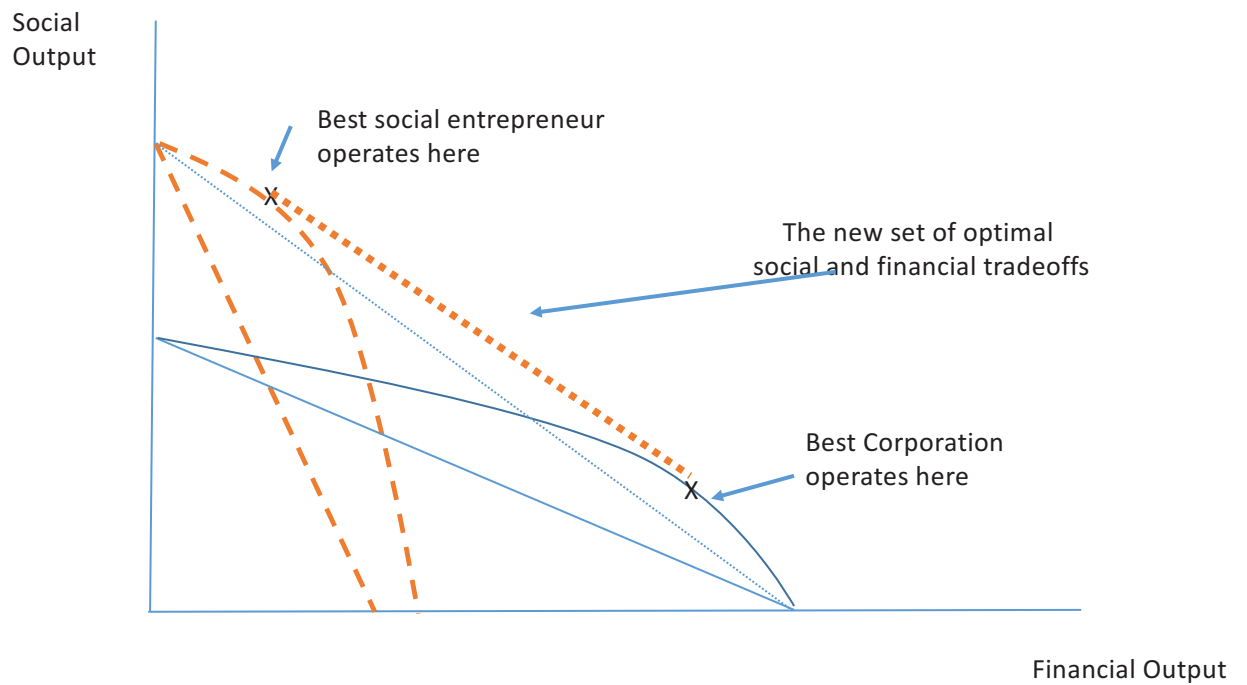 Social
Output
Best social entrepreneur
operates here
X
The new set of optimal
social and financial tradeoffs
Best Corporation
operates here
X
Financial Output